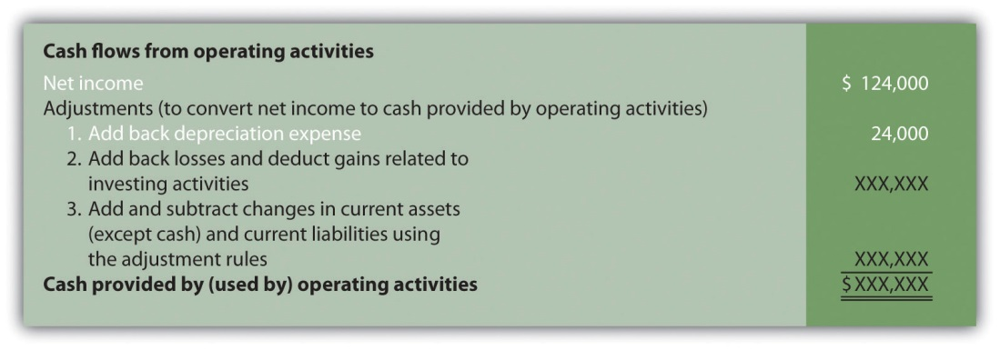 Cash flows from operating activities
Net income $ 124,000
Adjustments (to convert net income to cash provided by operating activities)
1. Add back depreciation expense 24,000
2. Add back losses and deduct gains related to
investing activities XXX,XXX
3. Add and subtract changes in current assets
(except cash) and current liabilities using
the adjustment rules XXX,XXX
Cash provided by (used by) operating activities $XXX,XXX